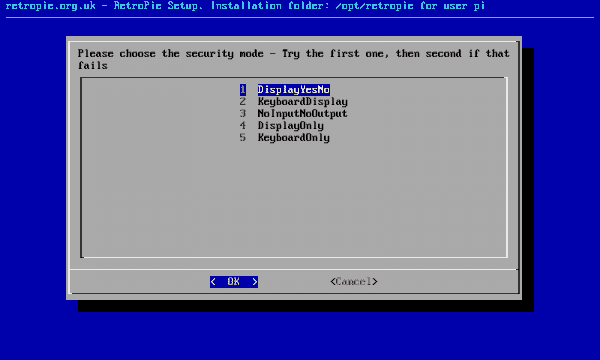 retropie.org.uk - RetroPie Setup. Installation folder: /opt/retropie for user pi
Please choose the security mode - Try the first one, then second if that
fails
1 DisplayYesNo
2 KeyboardDisplay
3 NoInputNoOutput
4 DisplayOnly
5 KeyboardOnly
< OK > <Cancel>